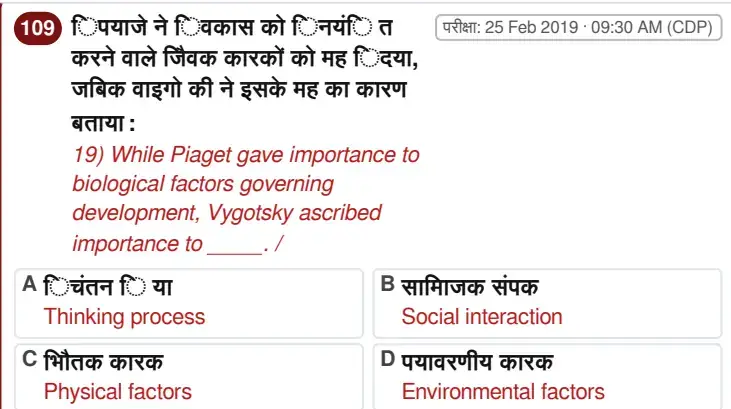 109 िपयाजे ने िवकास को िनयंि त
परीक्षा: 25 Feb 2019 · 09:30 AM (CDP)
करने वाले जैिवक कारकों को मह िदया,
जबिक वाइगो की ने इसके मह का कारण
बताया :
19) While Piaget gave importance to
biological factors governing
development, Vygotsky ascribed
importance to _____ . /
A िचंतन ि या
Thinking process
B सामािजक संपक
Social interaction
C भौितक कारक
Physical factors
D पयावरणीय कारक
Environmental factors